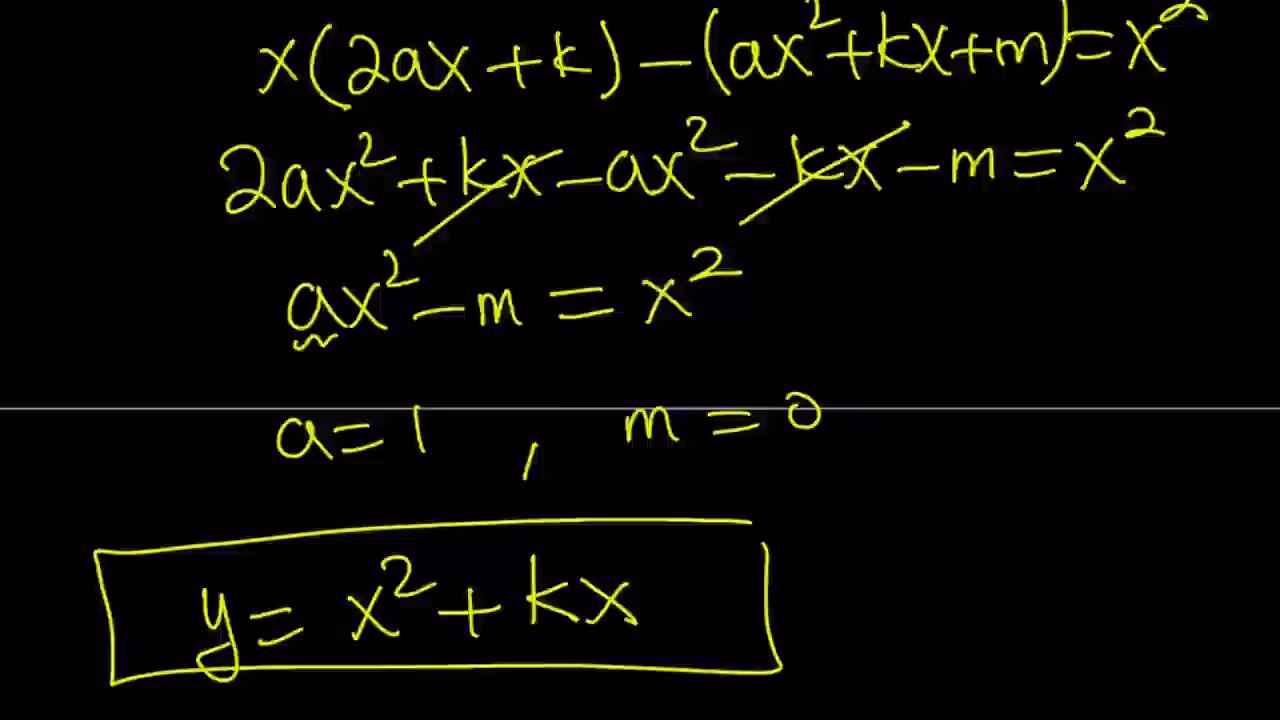 x(2ax+k)-(ax²+kx+m)=x²
2ax²+kx-ax²-kx-m=x²
ax²-m=x²
a=1, m=0
y=x²+kx